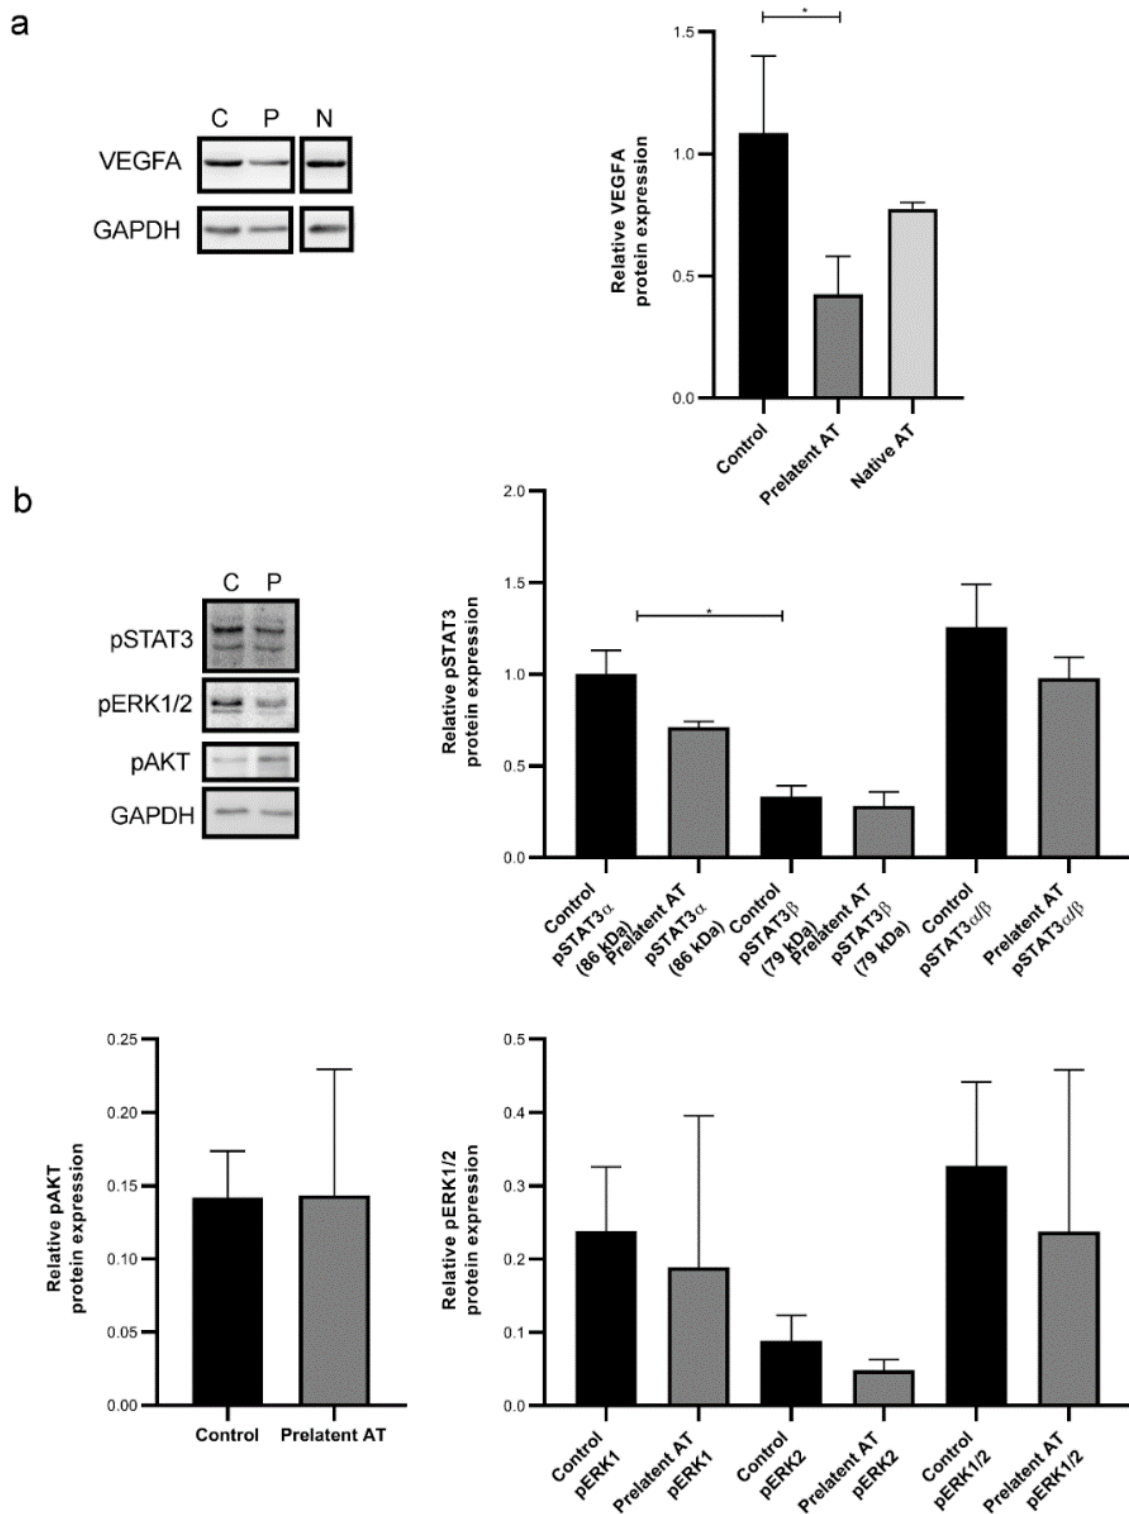 a
C P N
VEGFA
GAPDH
*
Relative VEGFA
protein expression
1.5
1.0
0.5
0.0
Control
Prelatent AT
Native AT
b
C P
pSTAT3
pERK1/2
pAKT
GAPDH
*
Relative pSTAT3
protein expression
2.0
1.5
1.0
0.5
0.0
Control
pSTAT3α
(86 kDa)
Prelatent AT
pSTAT3α
(86 kDa)
Control
pSTAT3β
(79 kDa)
Prelatent AT
pSTAT3β
(79 kDa)
Control
pSTAT3α/β
Prelatent AT
pSTAT3α/β
Relative pAKT
protein expression
0.25
0.20
0.15
0.10
0.05
0.00
Control
Prelatent AT
Relative pERK1/2
protein expression
0.5
0.4
0.3
0.2
0.1
0.0
Control
pERK1
Prelatent AT
pERK1
Control
pERK2
Prelatent AT
pERK2
Control
pERK1/2
Prelatent AT
pERK1/2